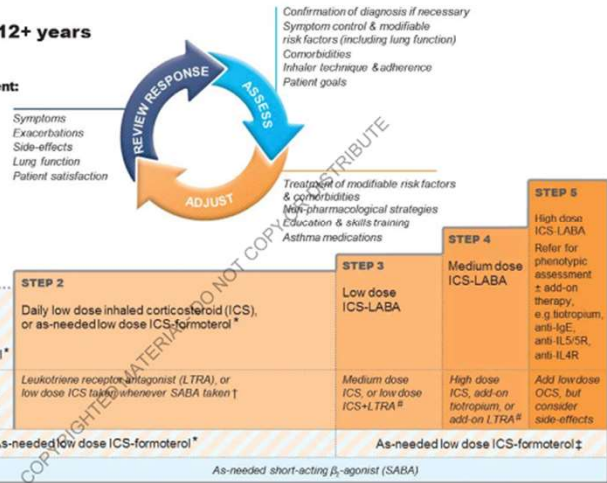 12+ years
ent:
Confirmation of diagnosis if necessary
Symptom control & modifiable
risk factors (including lung function)
Comorbidities
Inhaler technique & adherence
Patient goals
REVIEW RESPONSE
ASSESS
ADJUST
Symptoms
Exacerbations
Side-effects
Lung function
Patient satisfaction
Treatment of modifiable risk factors
& comorbidities
Non-pharmacological strategies
Education & skills training
Asthma medications
STEP 2
Daily low dose inhaled corticosteroid (ICS),
or as-needed low dose ICS-formoterol *
STEP 3
Low dose
ICS-LABA
STEP 4
Medium dose
ICS-LABA
STEP 5
High dose
ICS-LABA
Refer for
phenotypic
assessment
± add-on
therapy,
e.g.tiotropium,
anti-IgE,
anti-IL5/5R,
anti-IL4R
*
Leukotriene receptor antagonist (LTRA), or
low dose ICS taken whenever SABA taken †
Medium dose
ICS, or low dose
ICS+LTRA #
High dose
ICS, add-on
tiotropium, or
add-on LTRA #
Add low dose
OCS, but
consider
side-effects
As-needed low dose ICS-formoterol *
As-needed low dose ICS-formoterol ‡
As-needed short-acting β₂-agonist (SABA)
COPYRIGHTED MATERIAL - DO NOT COPY OR DISTRIBUTE